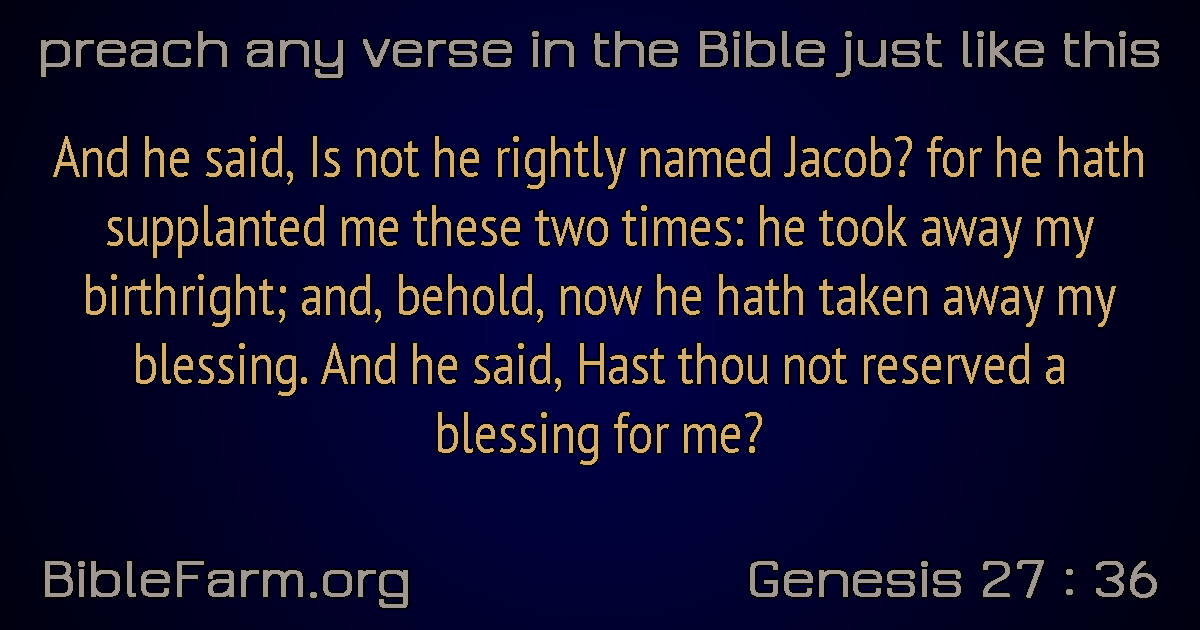 preach any verse in the Bible just like this
And he said, Is not he rightly named Jacob? for he hath
supplanted me these two times: he took away my
birthright; and, behold, now he hath taken away my
blessing. And he said, Hast thou not reserved a
blessing for me?
BibleFarm.org
Genesis 27 : 36